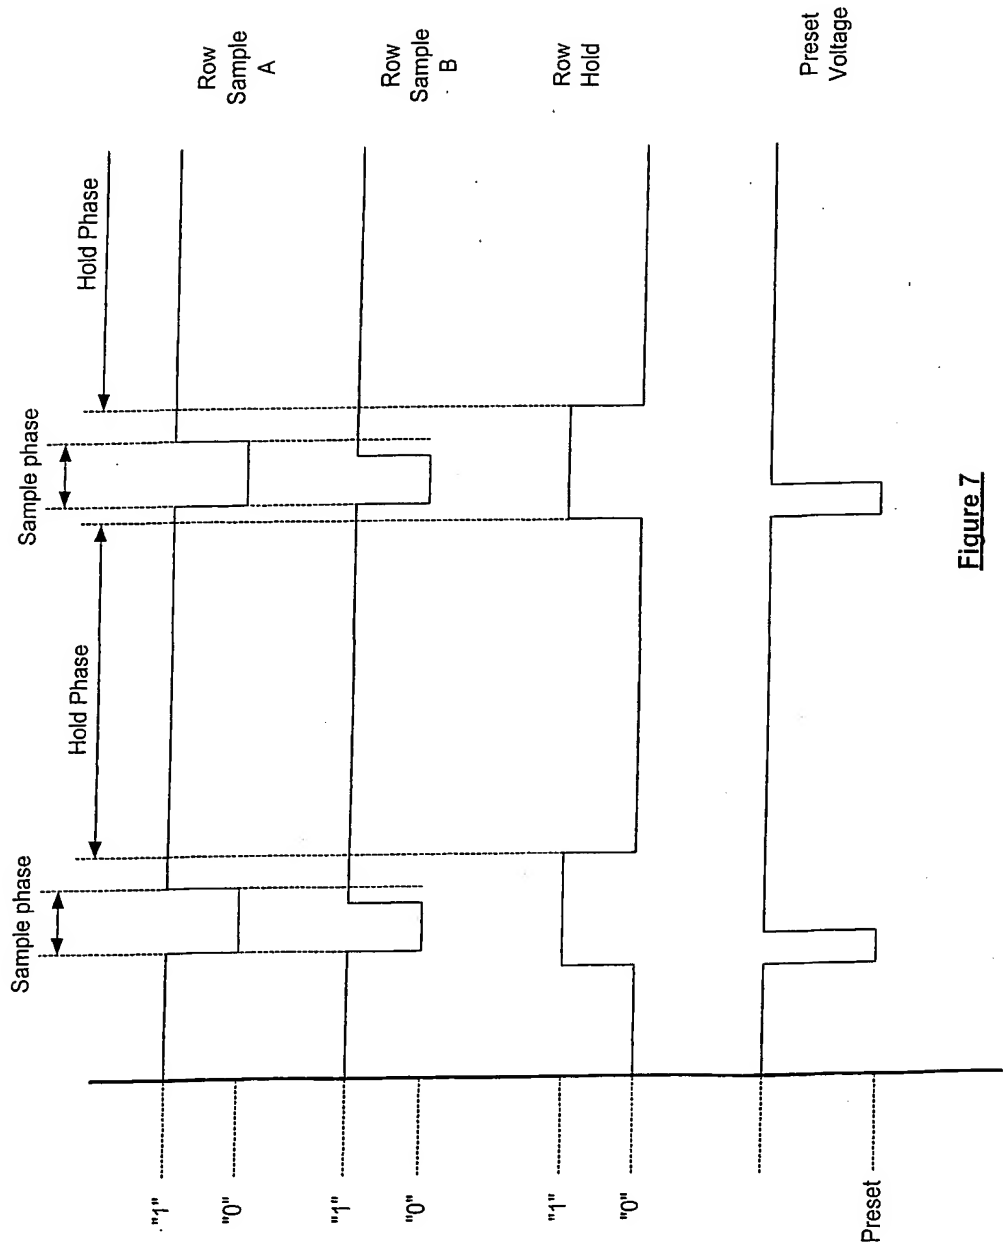 Sample phase
Hold Phase
Sample phase
Hold Phase
"1"
"0"
Row
Sample
A
"1"
"0"
Row
Sample
B
"1"
"0"
Row
Hold
Preset
Preset
Voltage
Figure 7